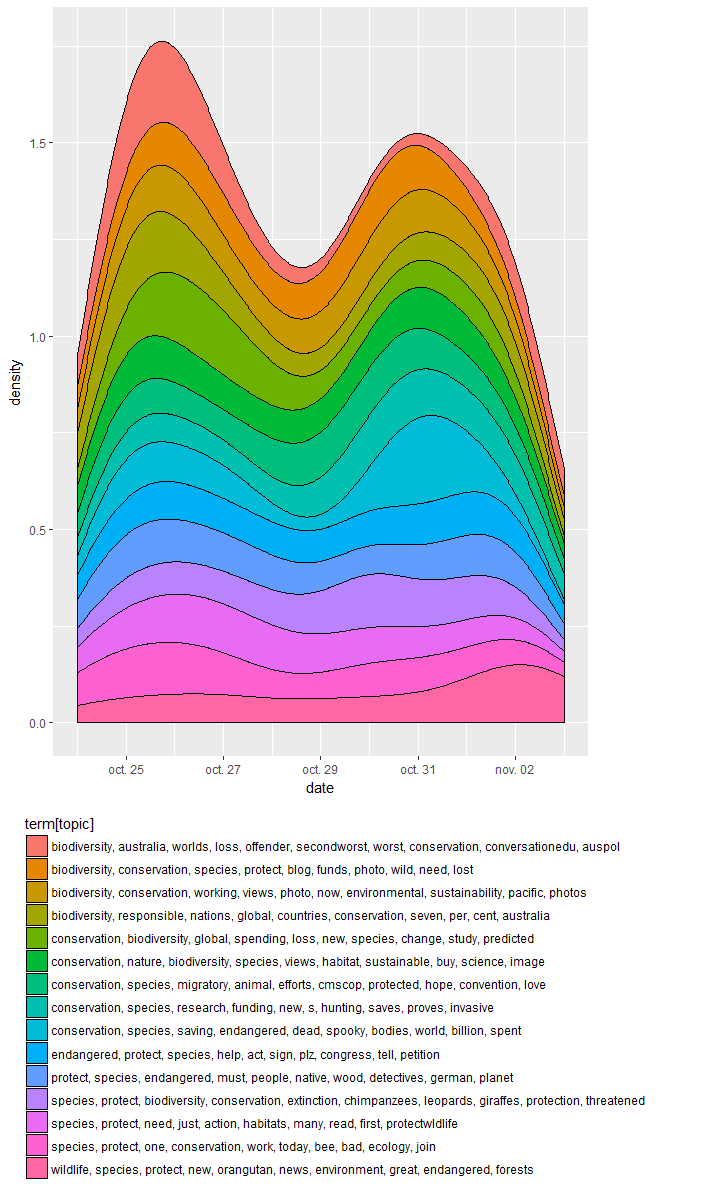 1.5
1.0
0.5
0.0
density
oct. 25 oct. 27 oct. 29 oct. 31 nov. 02
date
term[topic]
biodiversity, australia, worlds, loss, offender, secondworst, worst, conservation, conversationedu, auspol
biodiversity, conservation, species, protect, blog, funds, photo, wild, need, lost
biodiversity, conservation, working, views, photo, now, environmental, sustainability, pacific, photos
biodiversity, responsible, nations, global, countries, conservation, seven, per, cent, australia
conservation, biodiversity, global, spending, loss, new, species, change, study, predicted
conservation, nature, biodiversity, species, views, habitat, sustainable, buy, science, image
conservation, species, migratory, animal, efforts, cmscop, protected, hope, convention, love
conservation, species, research, funding, new, s, hunting, saves, proves, invasive
conservation, species, saving, endangered, dead, spooky, bodies, world, billion, spent
endangered, protect, species, help, act, sign, plz, congress, tell, petition
protect, species, endangered, must, people, native, wood, detectives, german, planet
species, protect, biodiversity, conservation, extinction, chimpanzees, leopards, giraffes, protection, threatened
species, protect, need, just, action, habitats, many, read, first, protectwldlife
species, protect, one, conservation, work, today, bee, bad, ecology, join
wildlife, species, protect, new, orangutan, news, environment, great, endangered, forests